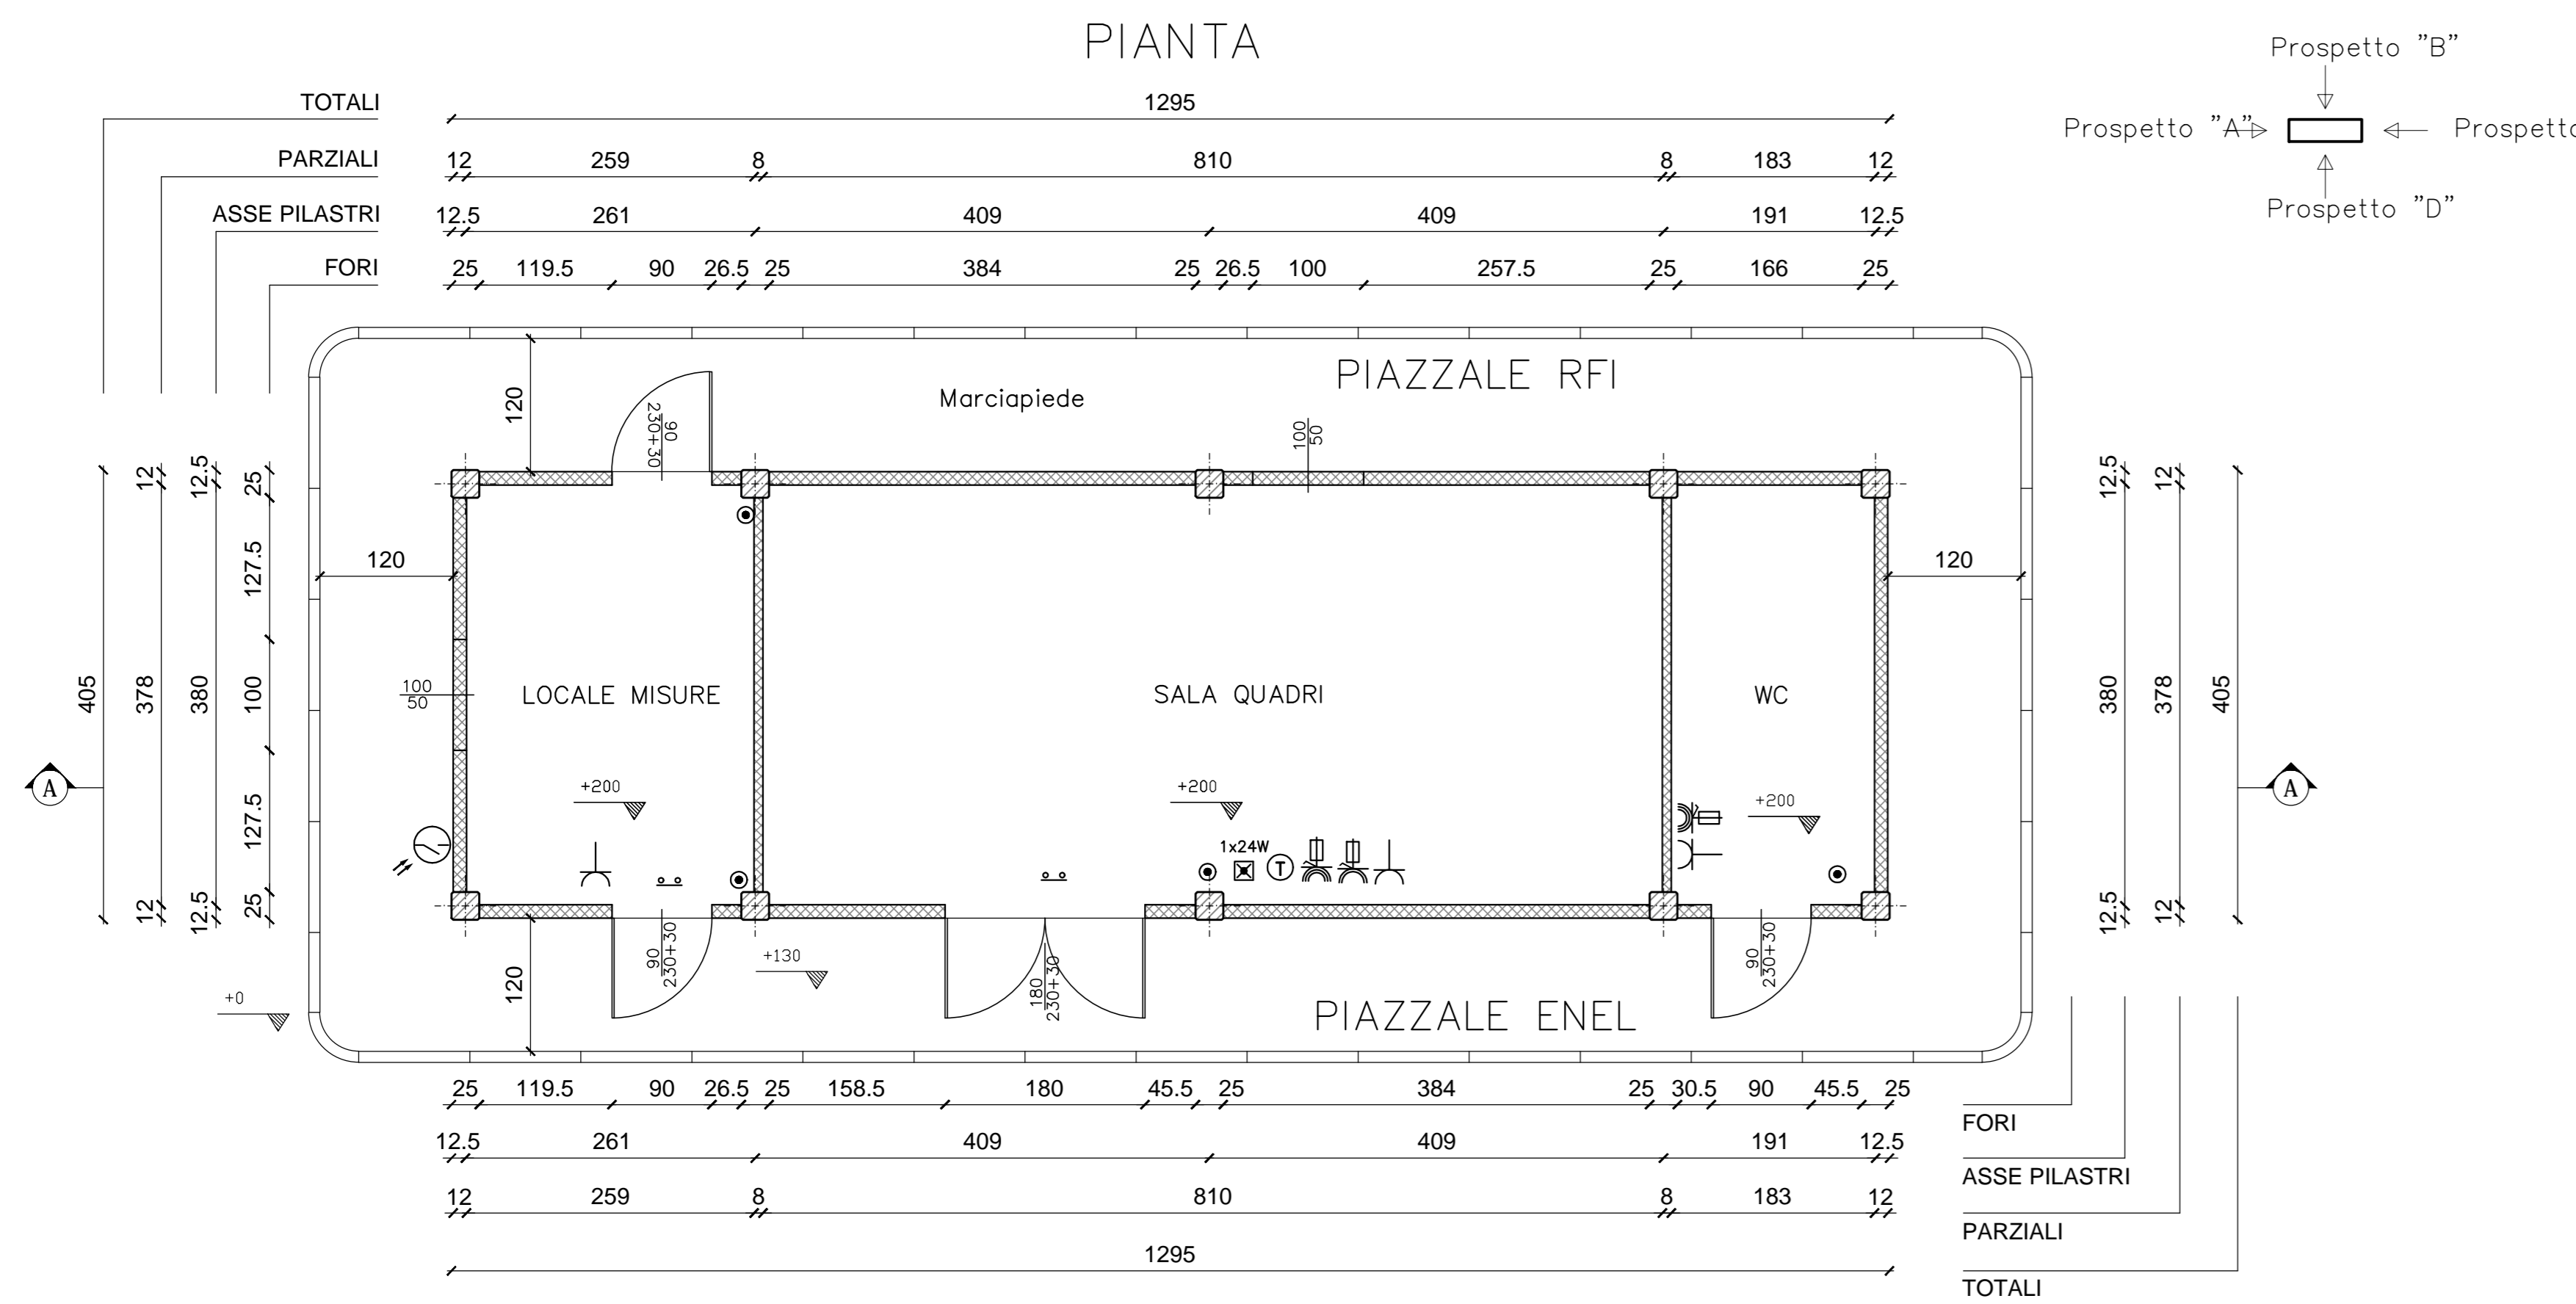 PIANTA
Prospetto "B"
TOTALI 1295
Prospetto "A" Prospetto
PARZIALI 12 259 8 810 8 183 12
Prospetto "D"
ASSE PILASTRI 12.5 261 409 409 191 12.5
FORI 25 119.5 90 26.5 25 384 25 26.5 100 257.5 25 166 25
PIAZZALE RFI
Marciapiede
120
90
230+30
100
50
12 12.5 25
12.5 12
127.5
120
120
405 378 380 100
100
50
LOCALE MISURE
SALA QUADRI
WC
380 378 405
A
+200
+200
+200
A
127.5
1x24W
T
12 12.5 25
12.5 12
90
230+30
+130
180
230+30
90
230+30
120
+0
PIAZZALE ENEL
25 119.5 90 26.5 25 158.5 180 45.5 25 384 25 30.5 90 45.5 25
FORI
12.5 261 409 409 191 12.5
ASSE PILASTRI
12 259 8 810 8 183 12
PARZIALI
1295
TOTALI